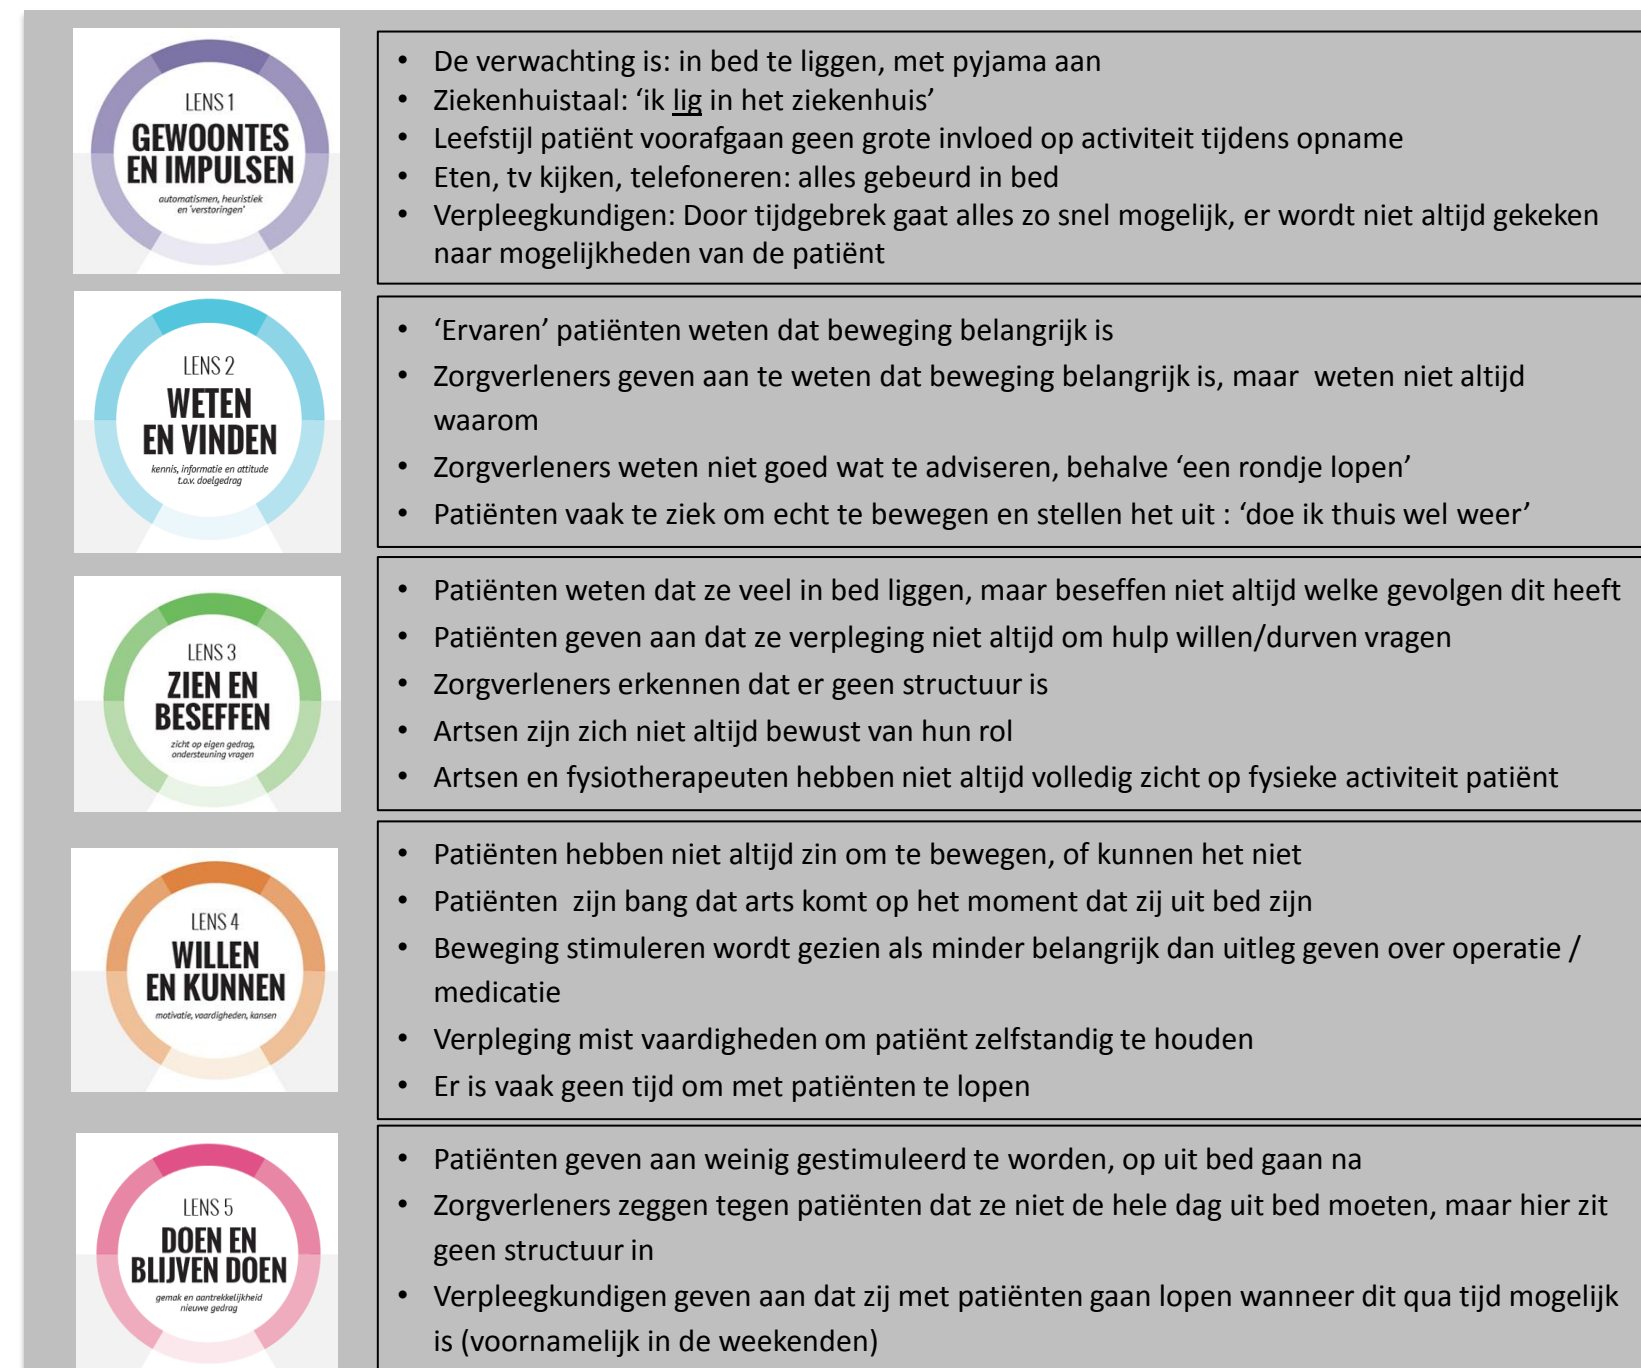 LENS 1
GEWOONTES
EN IMPULSEN
automatismen, heuristiek
en 'verstoringen'
• De verwachting is: in bed te liggen, met pyjama aan
• Ziekenhuistaal: ‘ik lig in het ziekenhuis’
• Leefstijl patiënt voorafgaan geen grote invloed op activiteit tijdens opname
• Eten, tv kijken, telefoneren: alles gebeurd in bed
• Verpleegkundigen: Door tijdgebrek gaat alles zo snel mogelijk, er wordt niet altijd gekeken
naar mogelijkheden van de patiënt
LENS 2
WETEN
EN VINDEN
kennis, informatie en attitude
t.o.v. doelgedrag
• ‘Ervaren’ patiënten weten dat beweging belangrijk is
• Zorgverleners geven aan te weten dat beweging belangrijk is, maar weten niet altijd
waarom
• Zorgverleners weten niet goed wat te adviseren, behalve ‘een rondje lopen’
• Patiënten vaak te ziek om echt te bewegen en stellen het uit : ‘doe ik thuis wel weer’
LENS 3
ZIEN EN
BESEFFEN
zicht op eigen gedrag,
ondersteuning vragen
• Patiënten weten dat ze veel in bed liggen, maar beseffen niet altijd welke gevolgen dit heeft
• Patiënten geven aan dat ze verpleging niet altijd om hulp willen/durven vragen
• Zorgverleners erkennen dat er geen structuur is
• Artsen zijn zich niet altijd bewust van hun rol
• Artsen en fysiotherapeuten hebben niet altijd volledig zicht op fysieke activiteit patiënt
LENS 4
WILLEN
EN KUNNEN
motivatie, vaardigheden, kansen
• Patiënten hebben niet altijd zin om te bewegen, of kunnen het niet
• Patiënten zijn bang dat arts komt op het moment dat zij uit bed zijn
• Beweging stimuleren wordt gezien als minder belangrijk dan uitleg geven over operatie /
medicatie
• Verpleging mist vaardigheden om patiënt zelfstandig te houden
• Er is vaak geen tijd om met patiënten te lopen
LENS 5
DOEN EN
BLIJVEN DOEN
gemak en aantrekkelijkheid
nieuwe gedrag
• Patiënten geven aan weinig gestimuleerd te worden, op uit bed gaan na
• Zorgverleners zeggen tegen patiënten dat ze niet de hele dag uit bed moeten, maar hier zit
geen structuur in
• Verpleegkundigen geven aan dat zij met patiënten gaan lopen wanneer dit qua tijd mogelijk
is (voornamelijk in de weekenden)